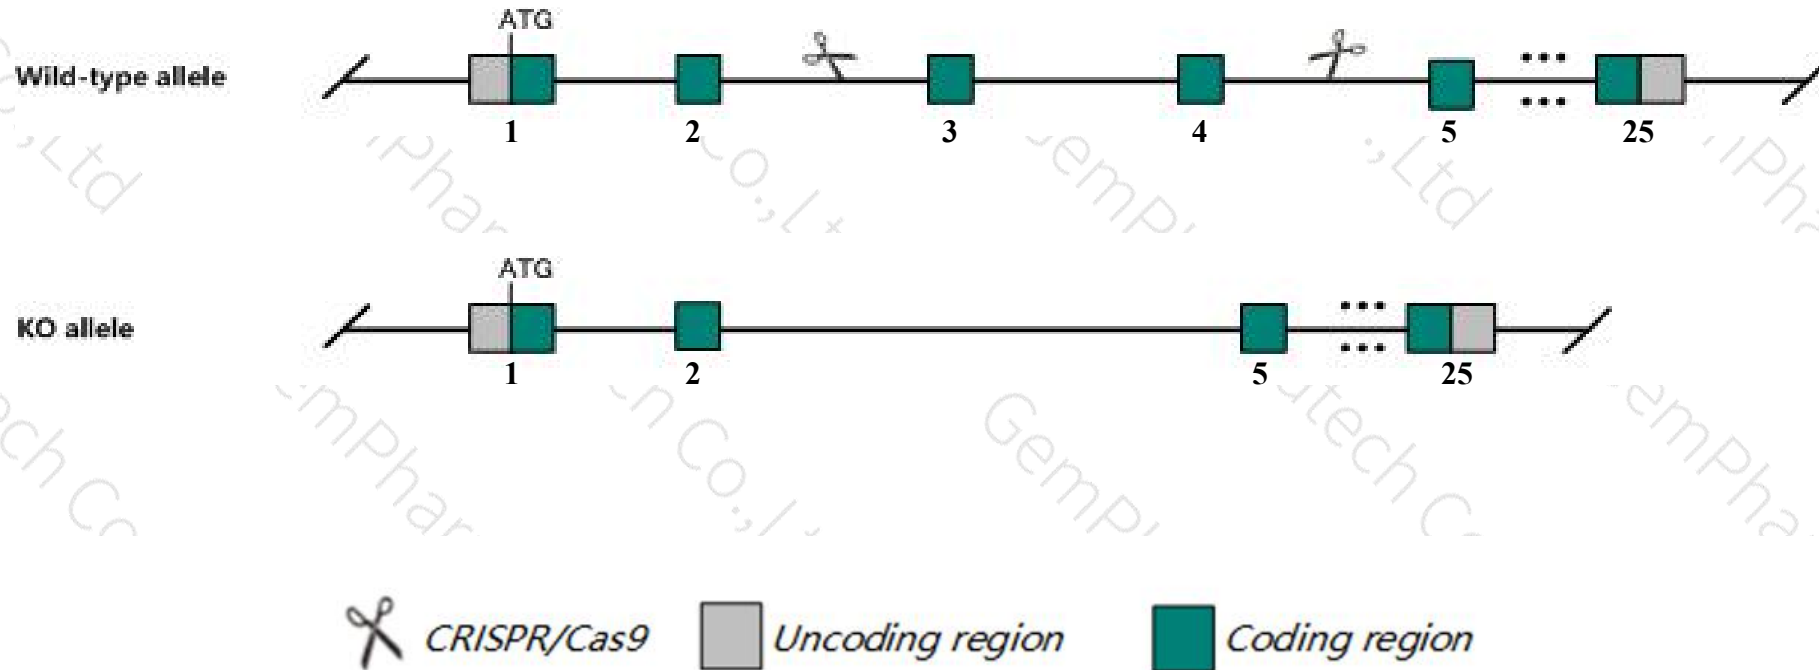 ATG
Wild-type allele
1 2 3 4 5 25
ATG
KO allele
1 2 5 25
CRISPR/Cas9 Uncoding region Coding region